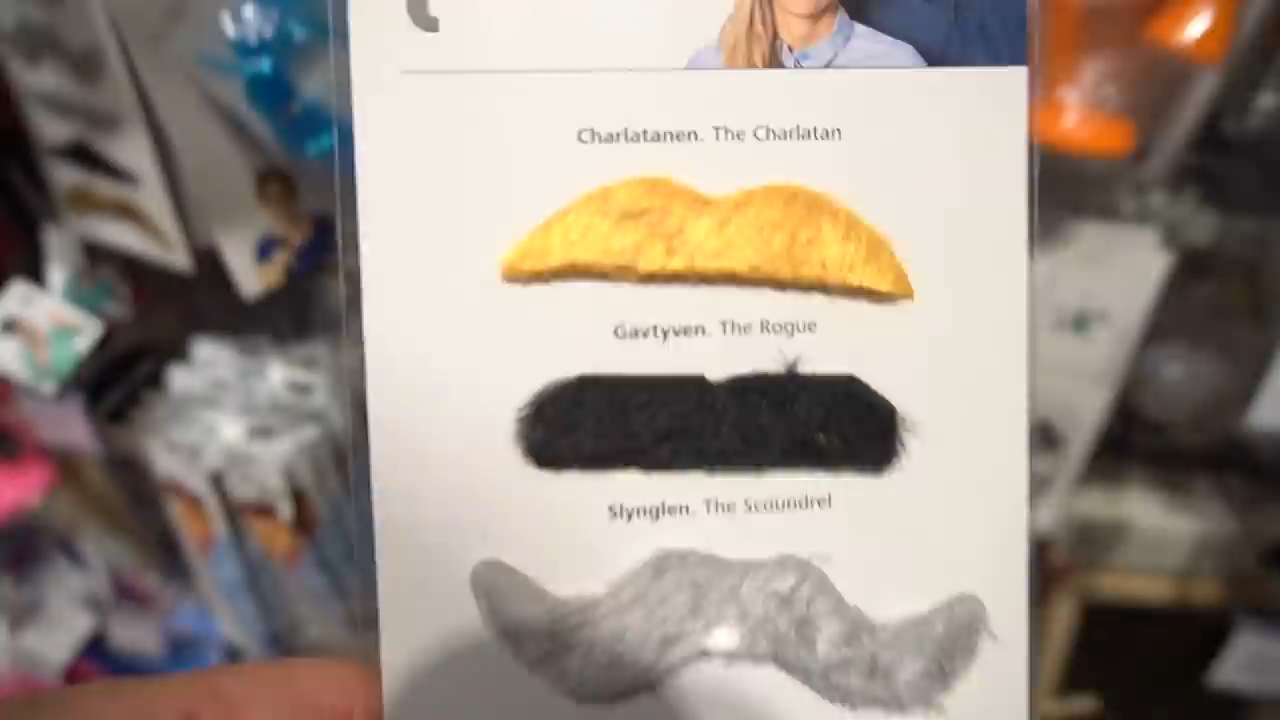 Charlatanen. The Charlatan
Gavtyven. The Rogue
Slynglen. The Scoundrel